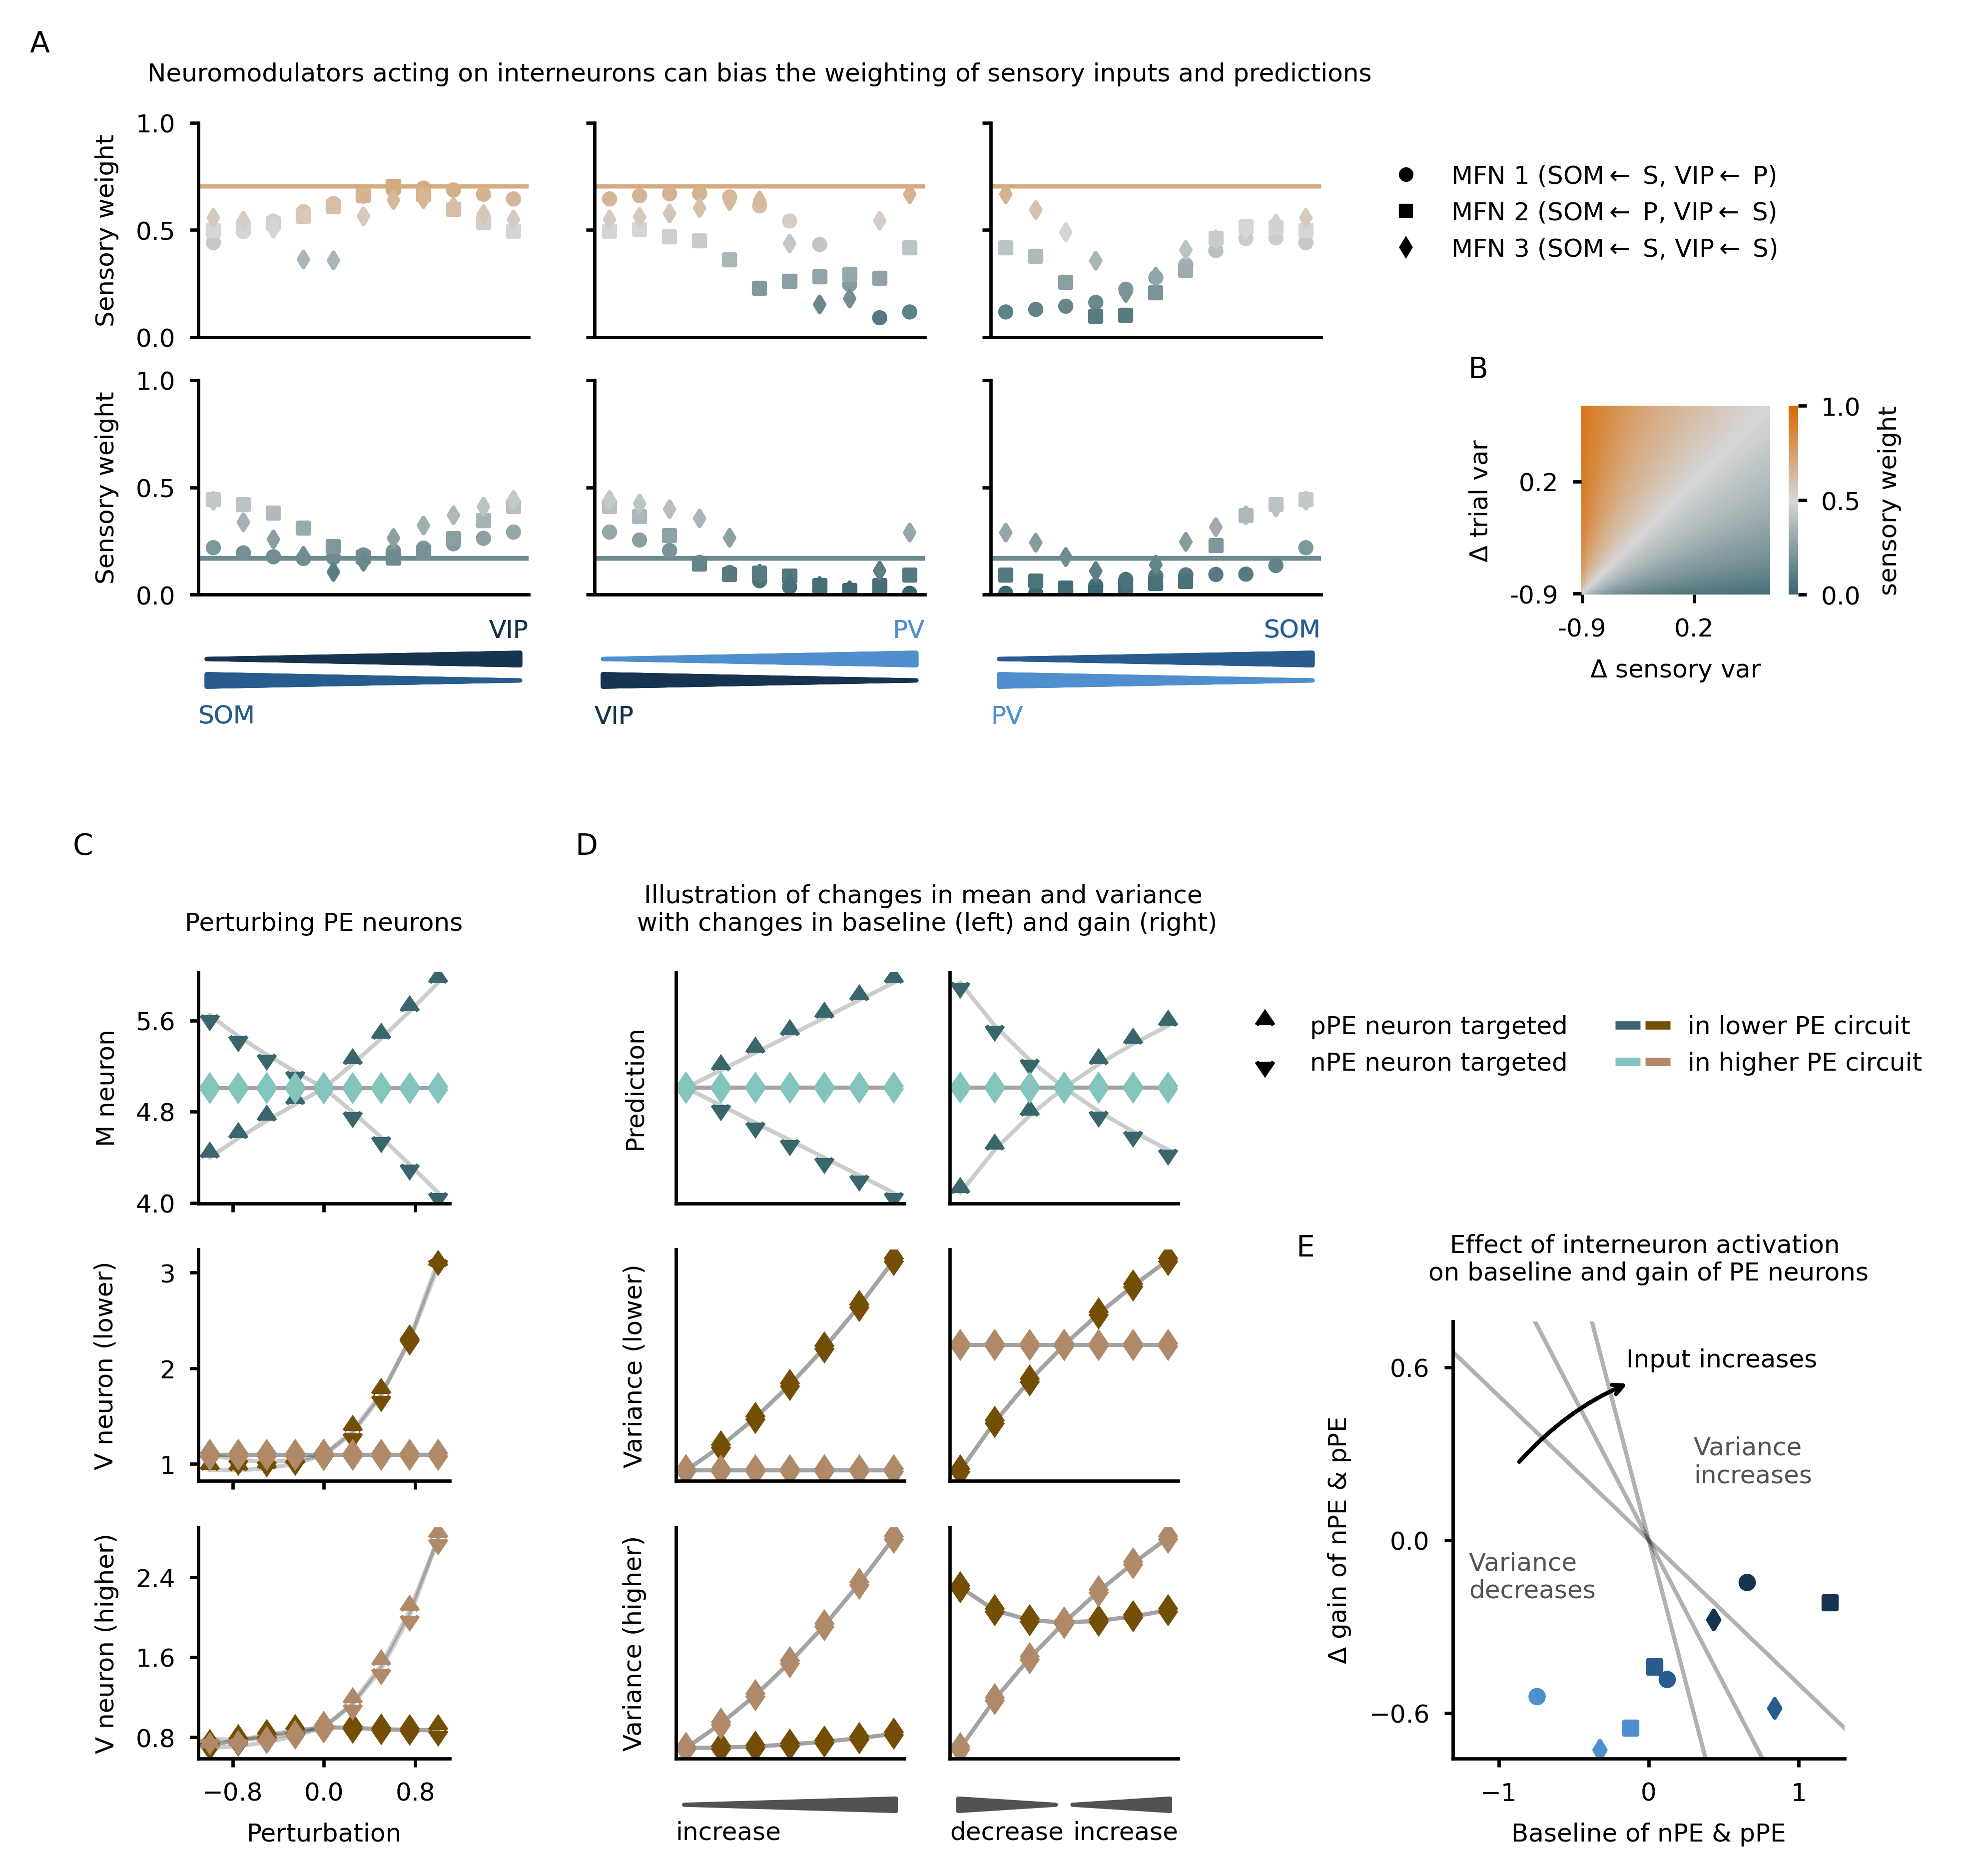 A
Neuromodulators acting on interneurons can bias the weighting of sensory inputs and predictions
Sensory weight
1.0
0.5
0.0
MFN 1 (SOM← S, VIP← P)
MFN 2 (SOM← P, VIP← S)
MFN 3 (SOM← S, VIP← S)
Sensory weight
1.0
0.5
0.0
VIP
SOM
PV
VIP
SOM
PV
B
Δ trial var
0.2
-0.9
-0.9
0.2
Δ sensory var
1.0
0.5
0.0
sensory weight
C
Perturbing PE neurons
M neuron
5.6
4.8
4.0
V neuron (lower)
3
2
1
V neuron (higher)
2.4
1.6
0.8
−0.8
0.0
0.8
Perturbation
D
Illustration of changes in mean and variance
with changes in baseline (left) and gain (right)
Prediction
Variance (lower)
Variance (higher)
increase
decrease
increase
pPE neuron targeted
nPE neuron targeted
in lower PE circuit
in higher PE circuit
E
Effect of interneuron activation
on baseline and gain of PE neurons
Δ gain of nPE & pPE
0.6
0.0
−0.6
Input increases
Variance
increases
Variance
decreases
−1
0
1
Baseline of nPE & pPE